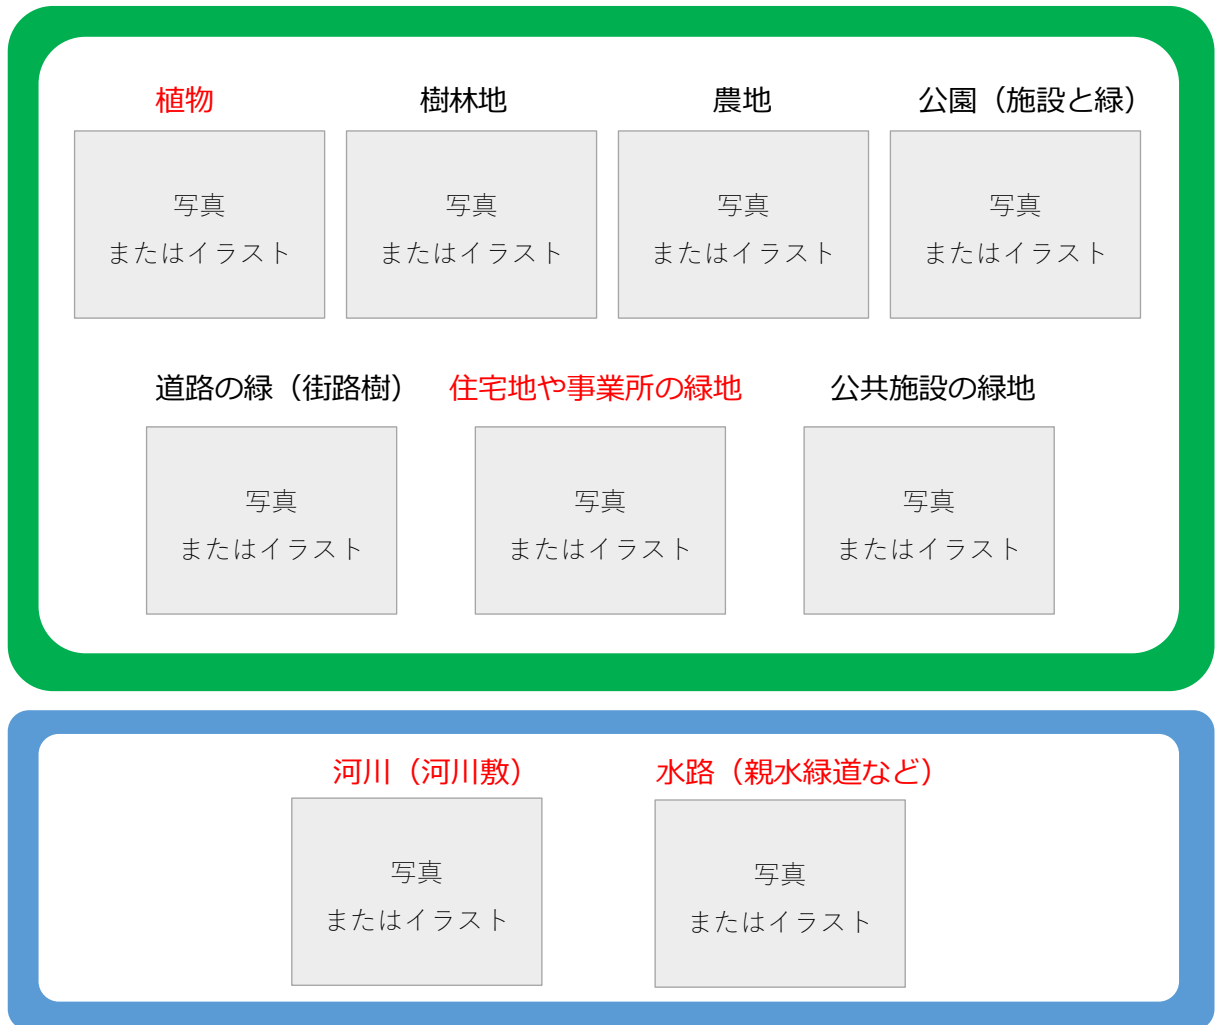 植物
樹林地
農地
公園（施設と緑）
写真
またはイラスト
写真
またはイラスト
写真
またはイラスト
写真
またはイラスト
道路の緑（街路樹）
住宅地や事業所の緑地
公共施設の緑地
写真
またはイラスト
写真
またはイラスト
写真
またはイラスト
河川（河川敷）
水路（親水緑道など）
写真
またはイラスト
写真
またはイラスト